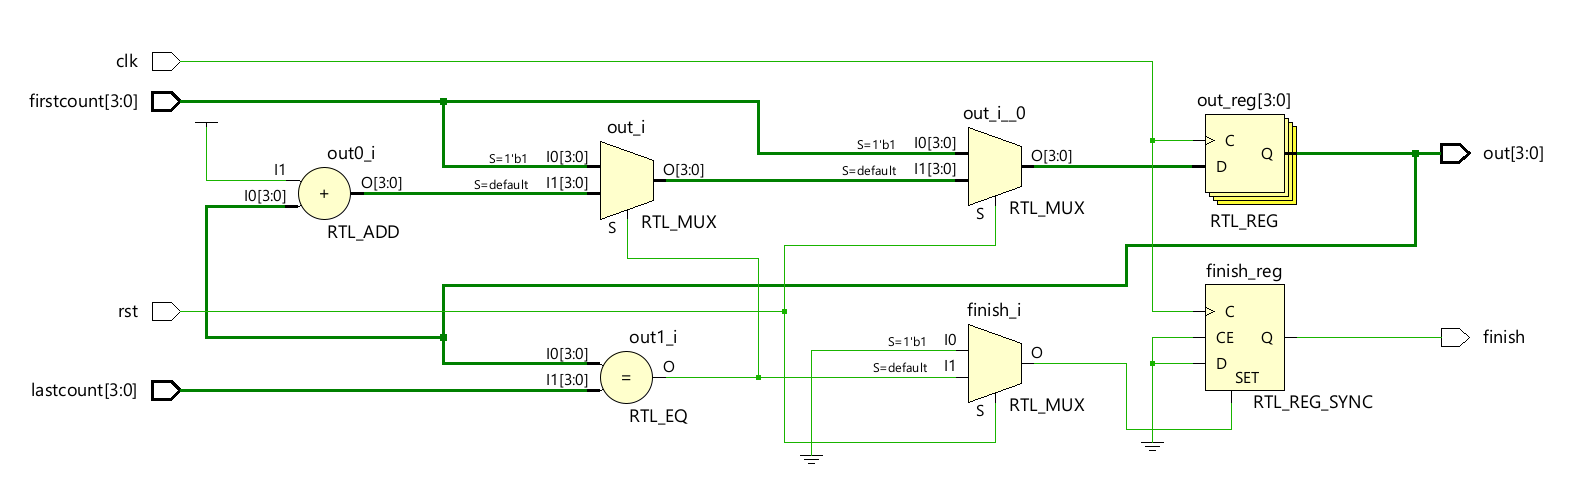 clk
firstcount[3:0]
rst
lastcount[3:0]
out0_i
I1
I0[3:0]
+
O[3:0]
RTL_ADD
out_i
S=1'b1
I0[3:0]
S=default
I1[3:0]
O[3:0]
S
RTL_MUX
out1_i
I0[3:0]
I1[3:0]
=
O
RTL_EQ
out_i__0
S=1'b1
I0[3:0]
S=default
I1[3:0]
O[3:0]
S
RTL_MUX
finish_i
S=1'b1
I0
S=default
I1
O
S
RTL_MUX
out_reg[3:0]
C
D
Q
RTL_REG
finish_reg
C
CE
D
SET
Q
RTL_REG_SYNC
out[3:0]
finish